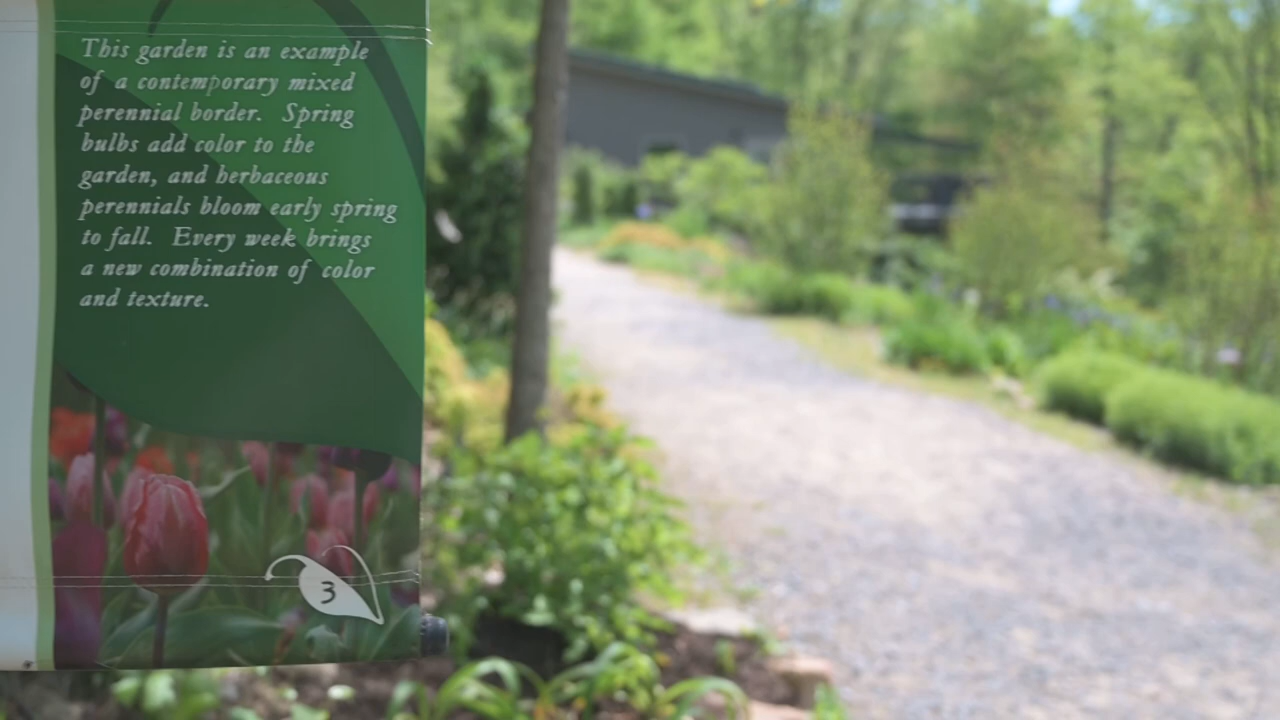 This garden is an example
of a contemporary mixed
perennial border. Spring
bulbs add color to the
garden, and herbaceous
perennials bloom early spring
to fall. Every week brings
a new combination of color
and texture.
3